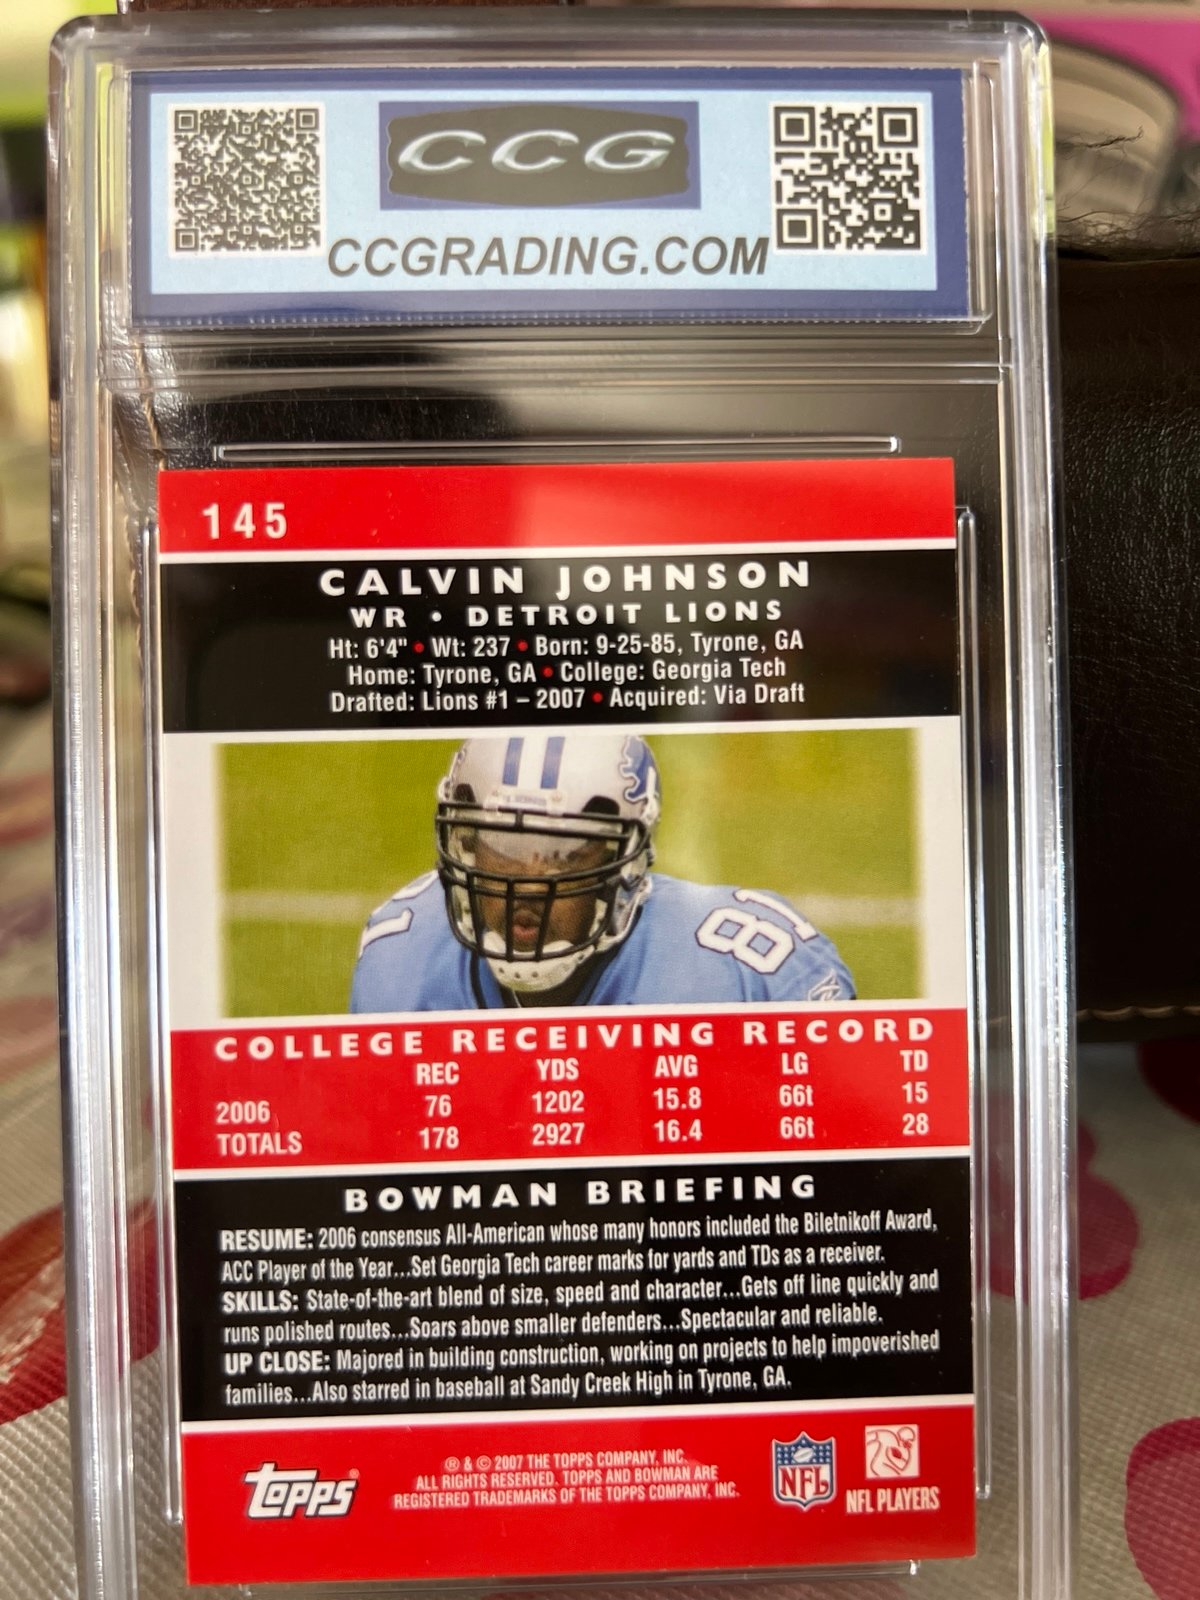 CCG
CCGRADING.COM
145
CALVIN JOHNSON
WR • DETROIT LIONS
Ht: 6'4" • Wt: 237 • Born: 9-25-85, Tyrone, GA
Home: Tyrone, GA • College: Georgia Tech
Drafted: Lions #1 – 2007 • Acquired: Via Draft
81
81
COLLEGE RECEIVING RECORD
REC YDS AVG LG TD
2006 76 1202 15.8 66t 15
TOTALS 178 2927 16.4 66t 28
BOWMAN BRIEFING
RESUME: 2006 consensus All-American whose many honors included the Biletnikoff Award,
ACC Player of the Year...Set Georgia Tech career marks for yards and TDs as a receiver.
SKILLS: State-of-the-art blend of size, speed and character...Gets off line quickly and
runs polished routes...Soars above smaller defenders...Spectacular and reliable.
UP CLOSE: Majored in building construction, working on projects to help impoverished
families...Also starred in baseball at Sandy Creek High in Tyrone, GA.
topps®
® & © 2007 THE TOPPS COMPANY, INC.
ALL RIGHTS RESERVED. TOPPS AND BOWMAN ARE
REGISTERED TRADEMARKS OF THE TOPPS COMPANY, INC.
NFL
NFL PLAYERS